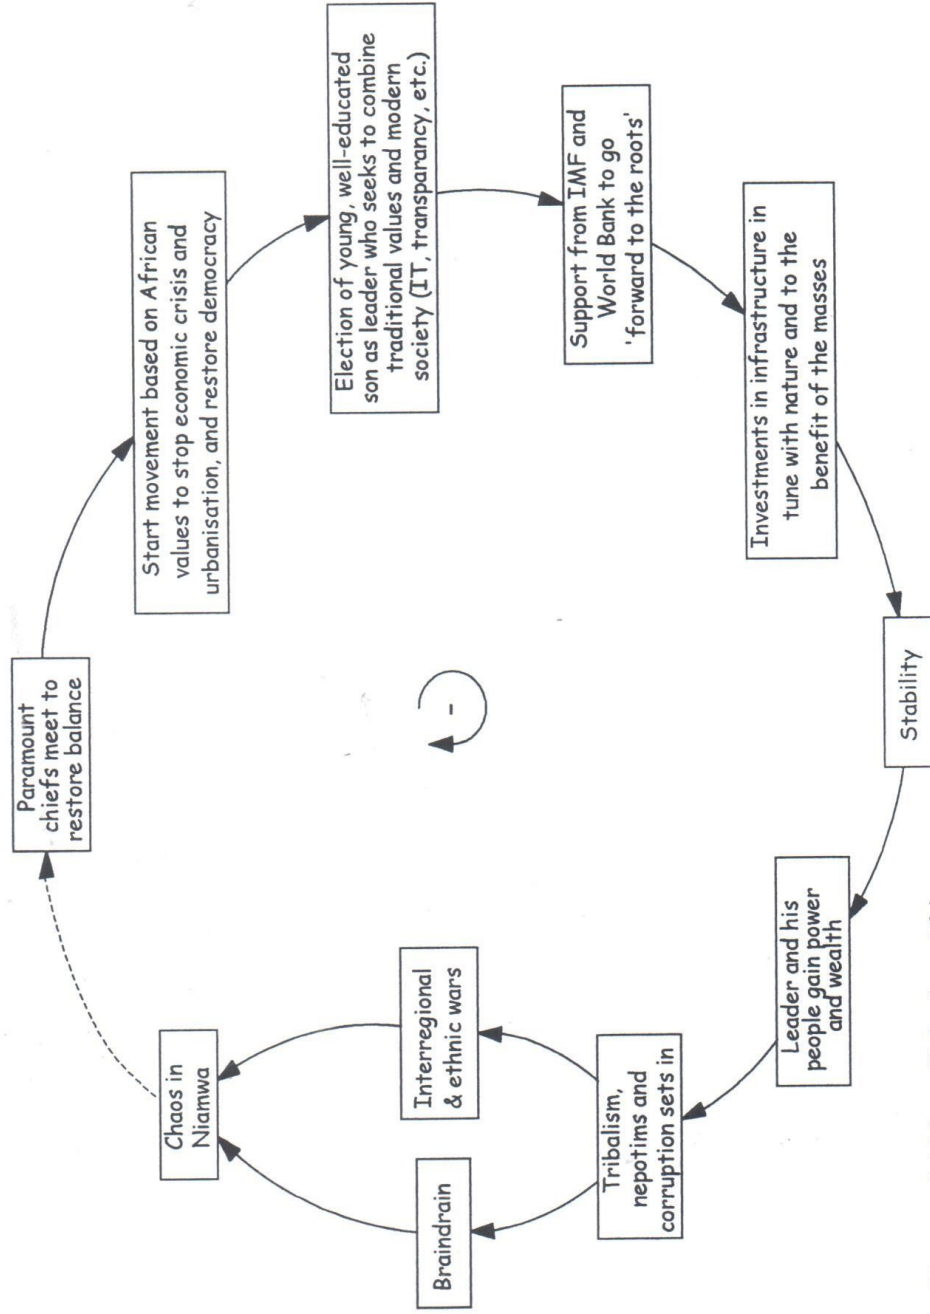 Paramount
chiefs meet to
restore balance
Start movement based on African
values to stop economic crisis and
urbanisation, and restore democracy
Election of young, well-educated
son as leader who seeks to combine
traditional values and modern
society (IT, transparancy, etc.)
Support from IMF and
World Bank to go
'forward to the roots'
Investments in infrastructure in
tune with nature and to the
benefit of the masses
Stability
Leader and his
people gain power
and wealth
Tribalism,
nepotims and
corruption sets in
Interregional
& ethnic wars
Braindrain
Chaos in
Niamwa
-